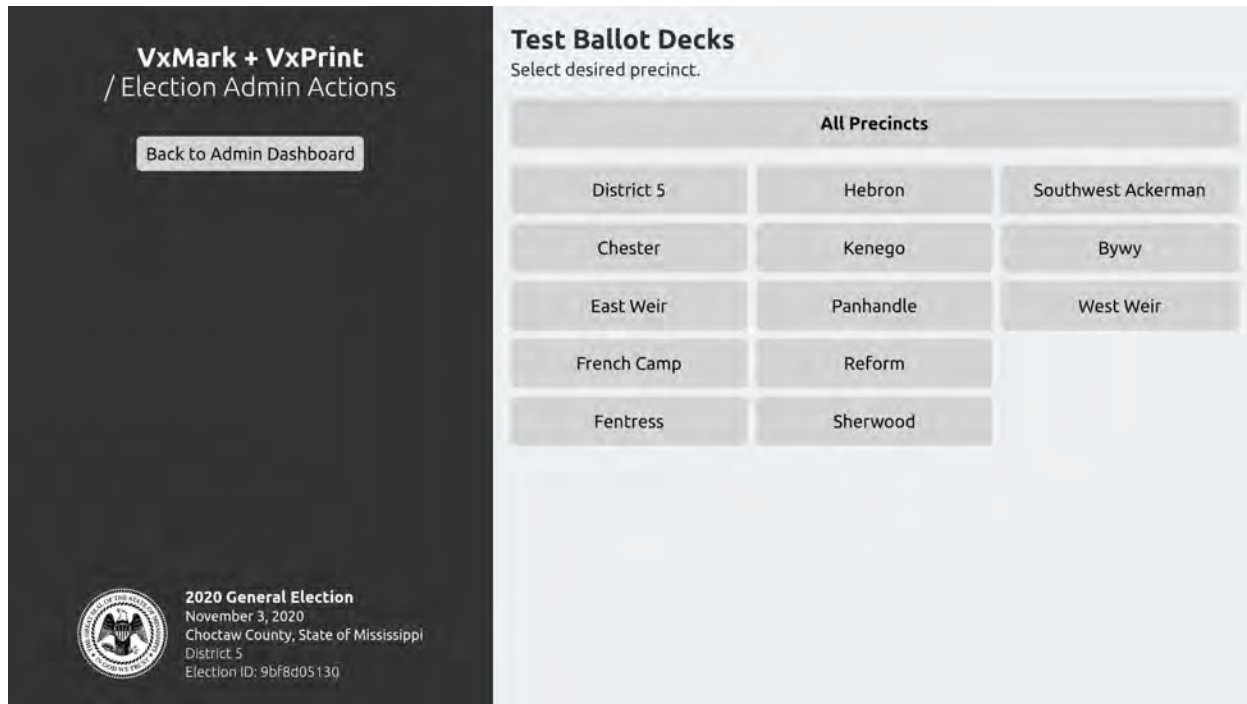 VxMark + VxPrint
/ Election Admin Actions
Back to Admin Dashboard
2020 General Election
November 3, 2020
Choctaw County, State of Mississippi
District 5
Election ID: 9bf8d05130
Test Ballot Decks
Select desired precinct.
All Precincts
District 5 Hebron Southwest Ackerman
Chester Kenego Bywy
East Weir Panhandle West Weir
French Camp Reform
Fentress Sherwood